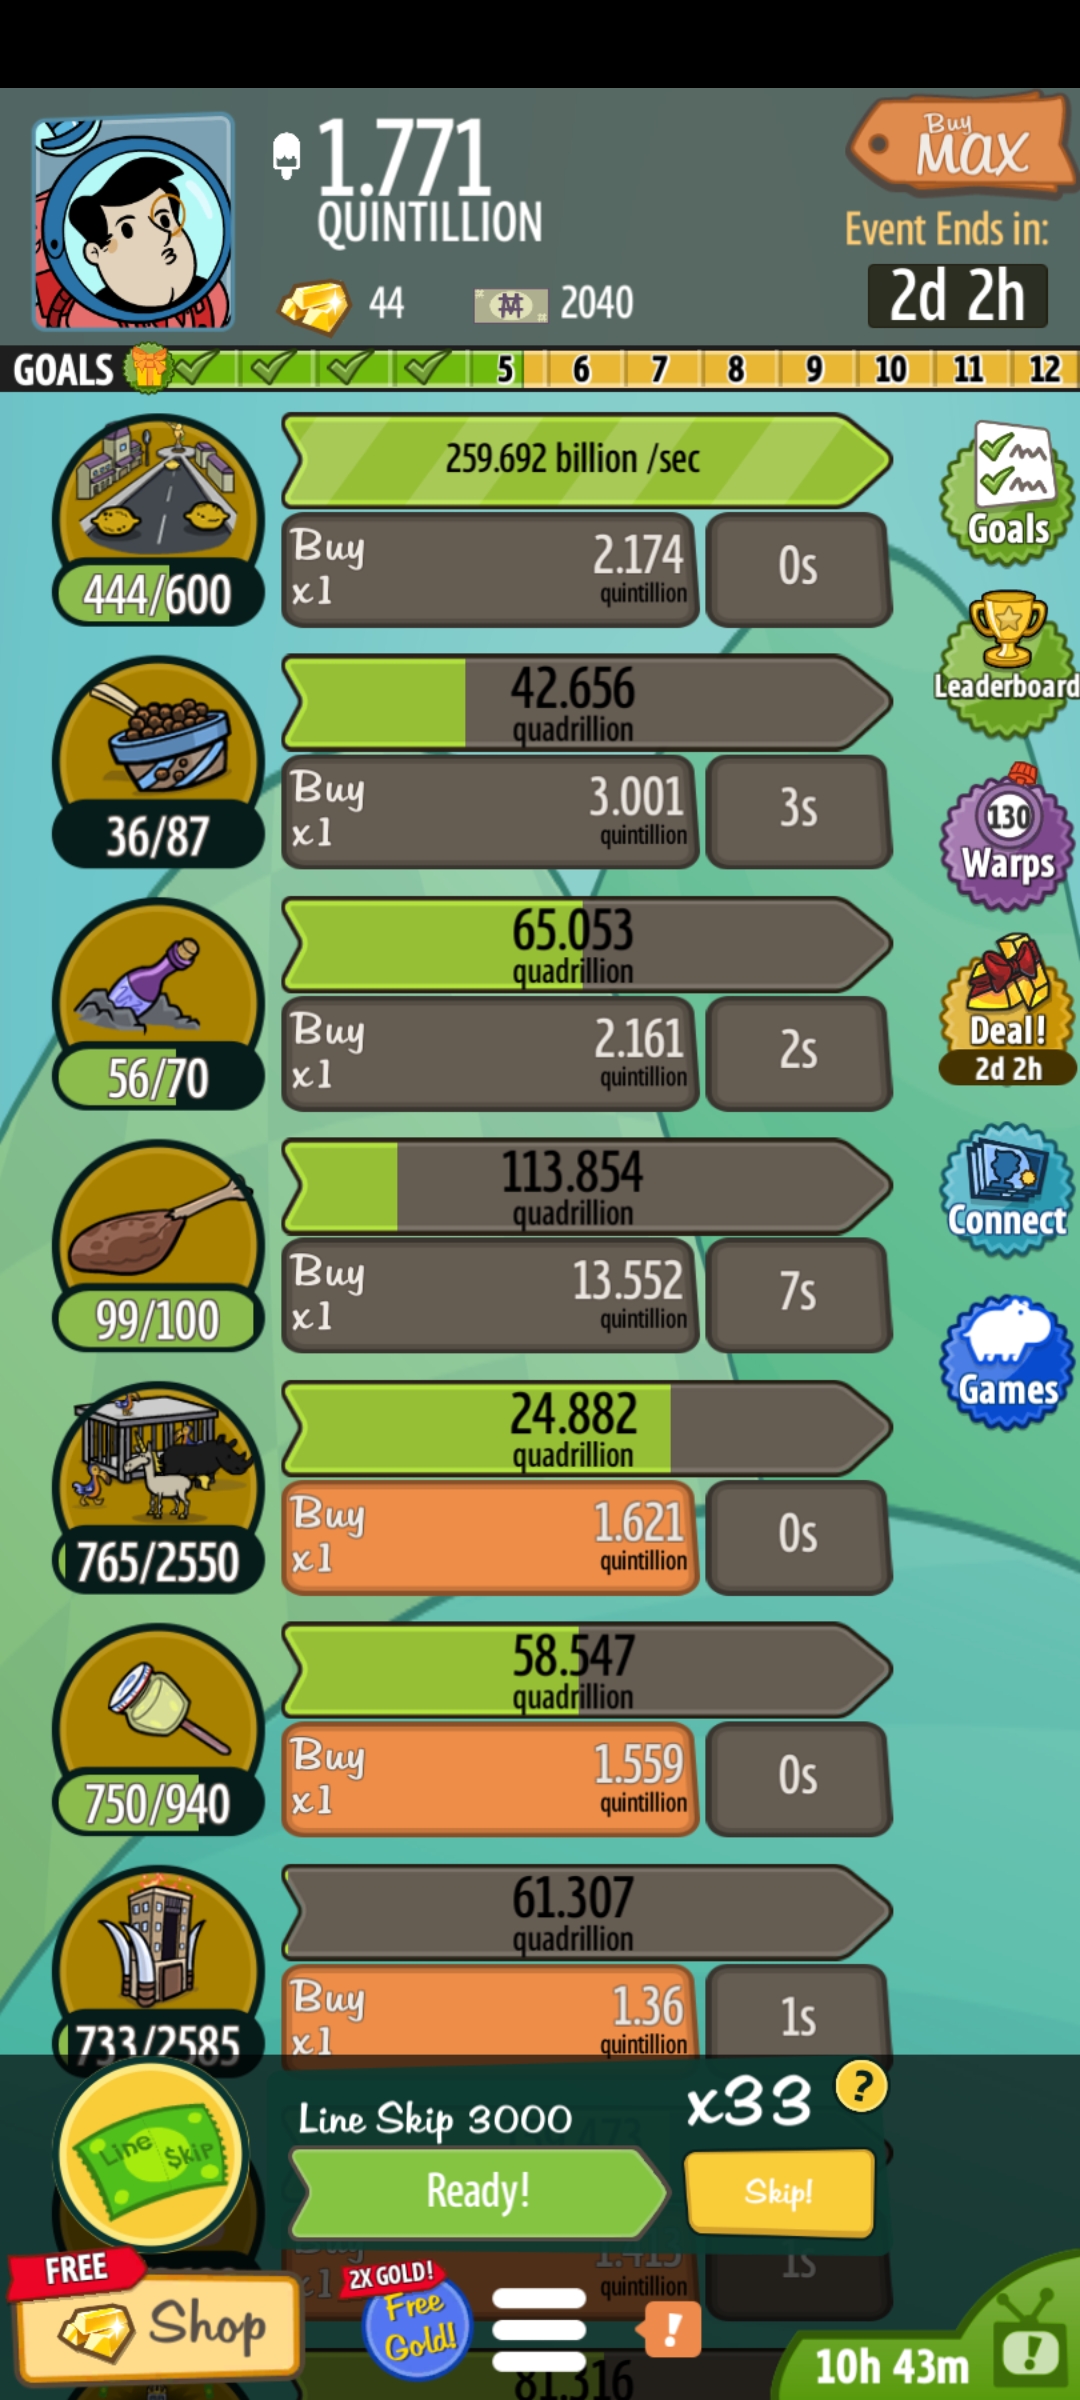 1.771
QUINTILLION
Buy
MAX
Event Ends in:
2d 2h
44
2040
GOALS
5 6 7 8 9 10 11 12
259.692 billion /sec
Buy
x1
2.174
quintillion
0s
444/600
Goals
42.656
quadrillion
Buy
x1
3.001
quintillion
3s
36/87
Leaderboard
65.053
quadrillion
Buy
x1
2.161
quintillion
2s
56/70
130
Warps
113.854
quadrillion
Buy
x1
13.552
quintillion
7s
99/100
Deal!
2d 2h
24.882
quadrillion
Buy
x1
1.621
quintillion
0s
765/2550
Connect
58.547
quadrillion
Buy
x1
1.559
quintillion
0s
750/940
Games
61.307
quadrillion
Buy
x1
1.36
quintillion
1s
733/2585
Line Skip
Line Skip 3000
x33
?
Ready!
Skip!
Buy
x1
1.413
quintillion
1s
FREE
Shop
2X GOLD!
Free
Gold!
!
81.316
10h 43m
!